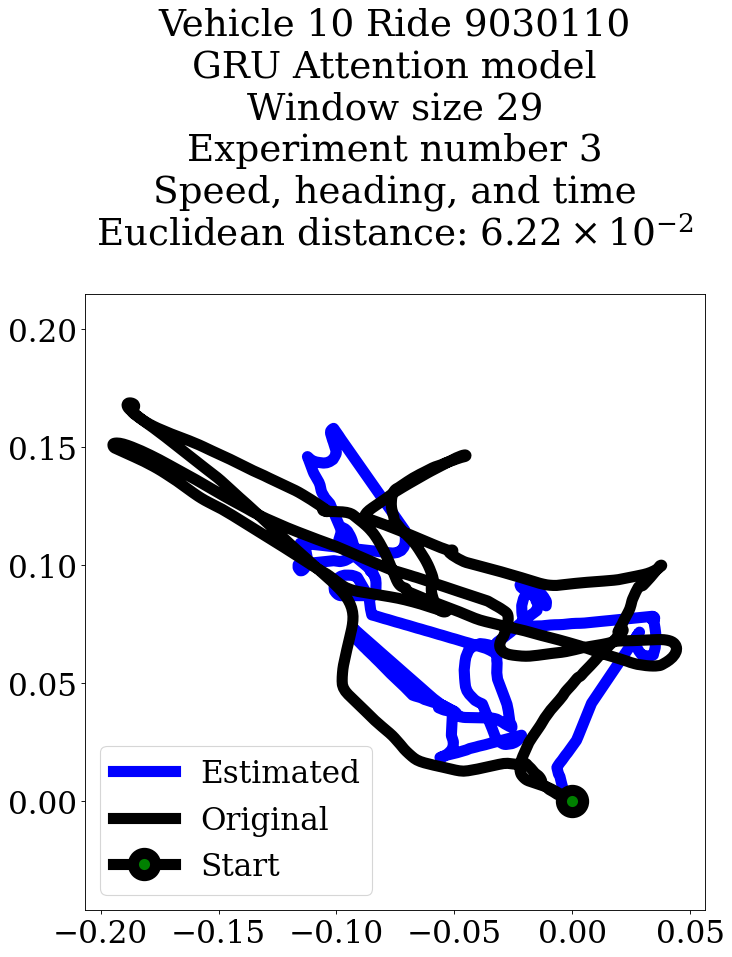 Vehicle 10 Ride 9030110
GRU Attention model
Window size 29
Experiment number 3
Speed, heading, and time
Euclidean distance: 6.22 × 10⁻²
0.20
0.15
0.10
0.05
0.00
Estimated
Original
Start
−0.20 −0.15 −0.10 −0.05 0.00 0.05